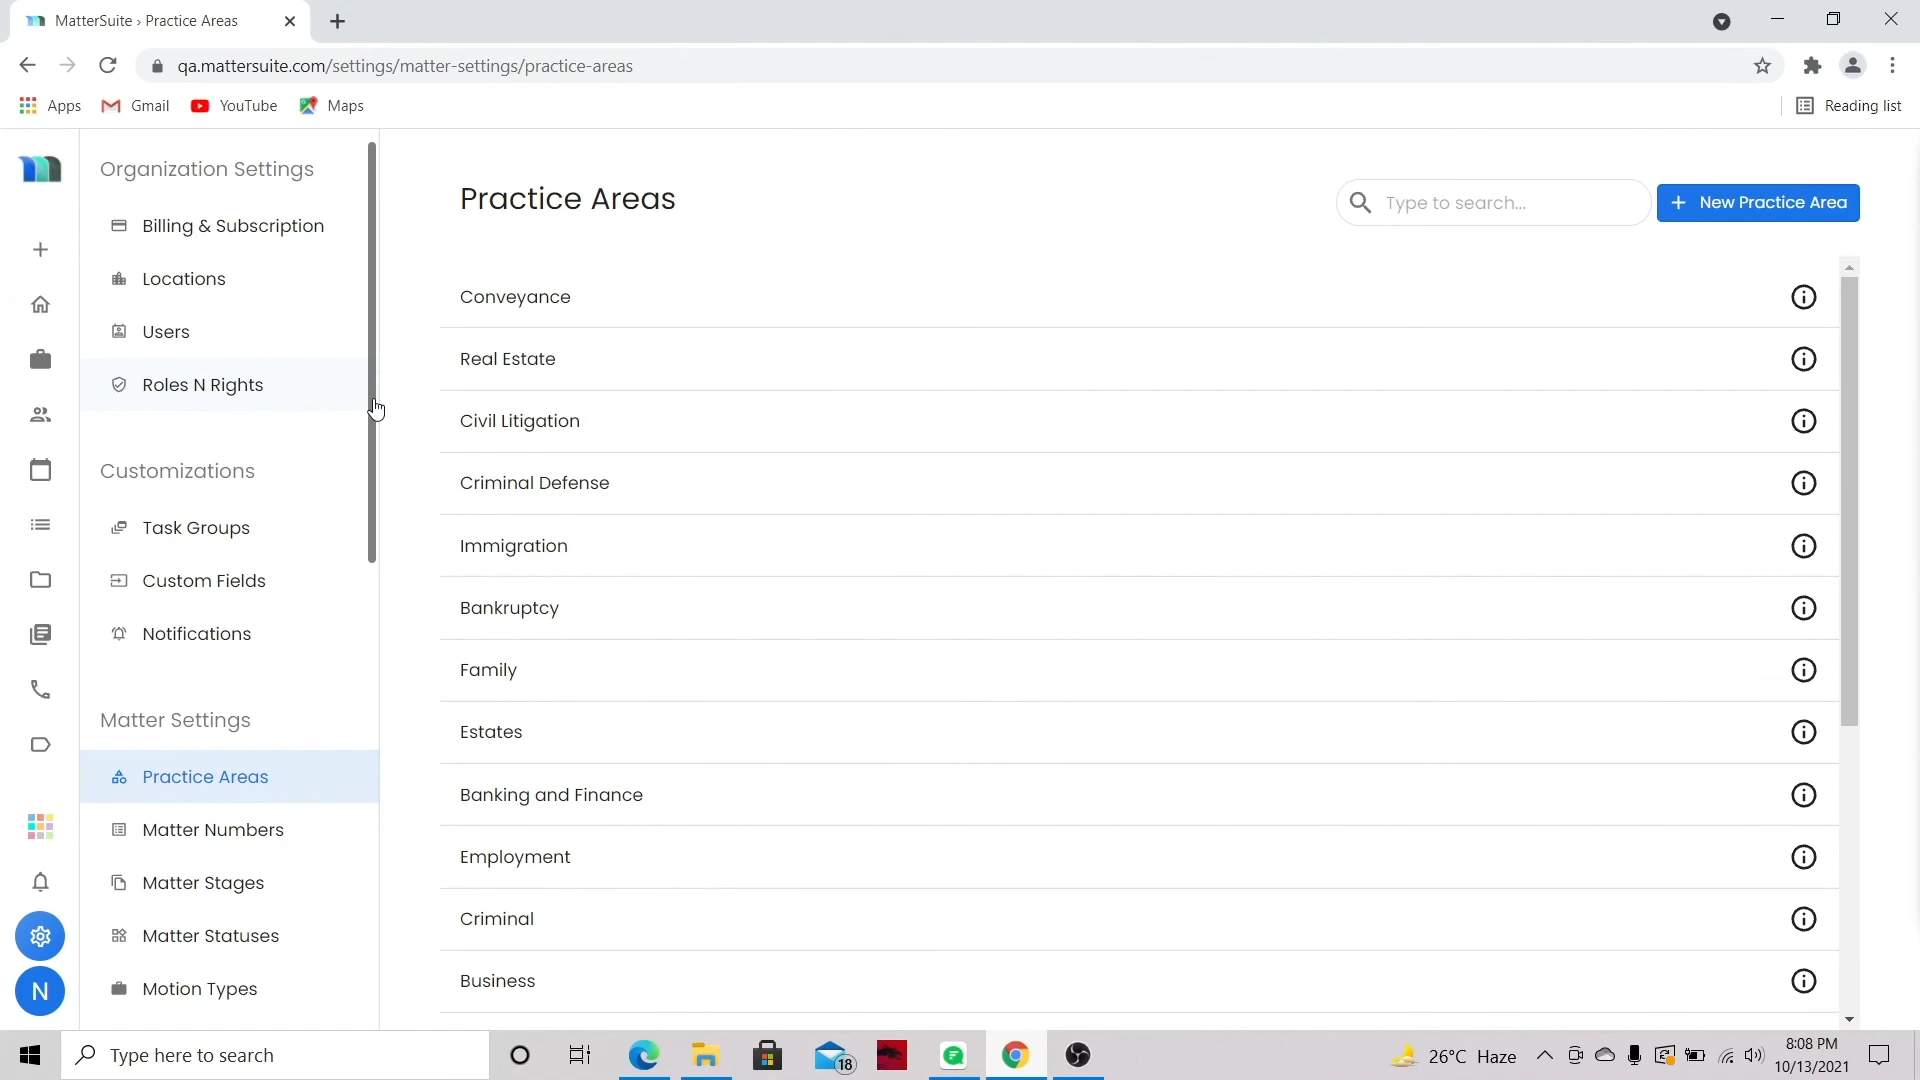 MatterSuite › Practice Areas
qa.mattersuite.com/settings/matter-settings/practice-areas
Apps
Gmail
YouTube
Maps
Reading list
Organization Settings
Billing & Subscription
Locations
Users
Roles N Rights
Customizations
Task Groups
Custom Fields
Notifications
Matter Settings
Practice Areas
Matter Numbers
Matter Stages
Matter Statuses
Motion Types
N
Practice Areas
Type to search...
New Practice Area
Conveyance
Real Estate
Civil Litigation
Criminal Defense
Immigration
Bankruptcy
Family
Estates
Banking and Finance
Employment
Criminal
Business
Type here to search
18
26°C Haze
8:08 PM
10/13/2021